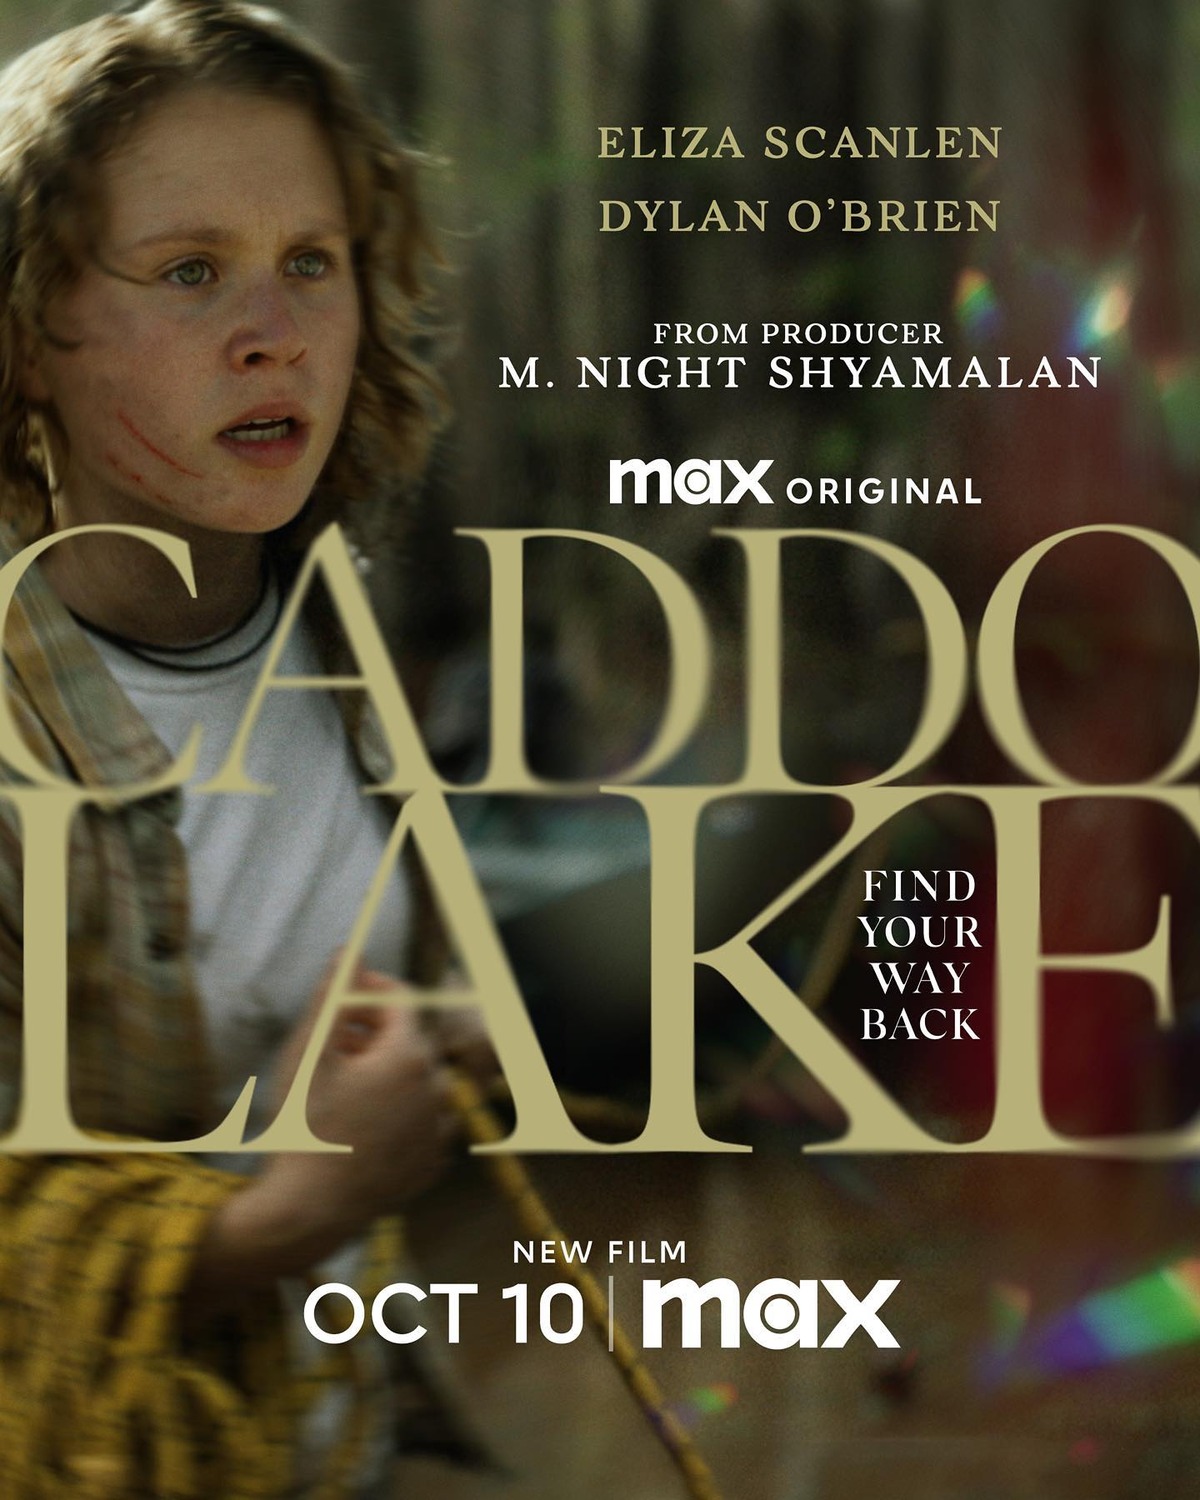 ELIZA SCANLEN
DYLAN O'BRIEN
FROM PRODUCER
M. NIGHT SHYAMALAN
max ORIGINAL
CADDO
LAKE
FIND
YOUR
WAY
BACK
NEW FILM
OCT 10 | max